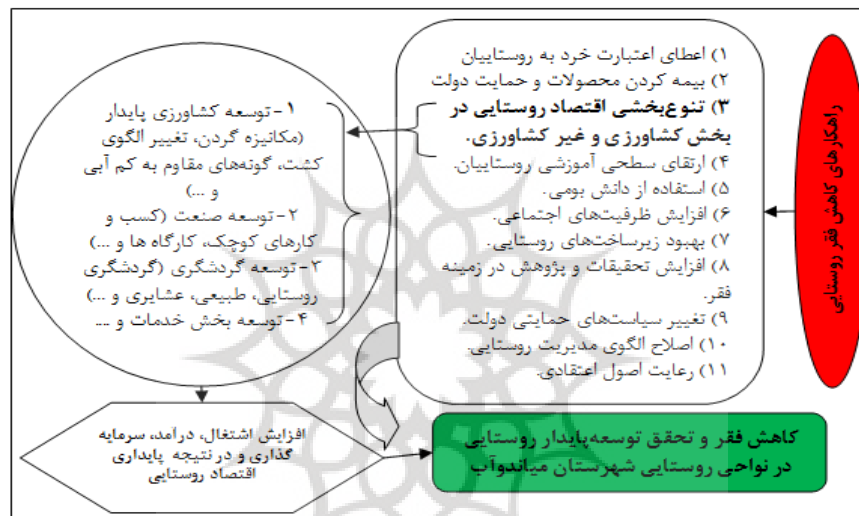 راهکارهای کاهش فقر روستایی
۱) اعطای اعتبارت خرد به روستاییان
۲) بیمه کردن محصولات و حمایت دولت
۳) تنوع‌بخشی اقتصاد روستایی در
بخش کشاورزی و غیر کشاورزی.
۴) ارتقای سطحی آموزشی روستاییان.
۵) استفاده از دانش بومی.
۶) افزایش ظرفیت‌های اجتماعی.
۷) بهبود زیرساخت‌های روستایی.
۸) افزایش تحقیقات و پژوهش در زمینه
فقر.
۹) تغییر سیاست‌های حمایتی دولت.
۱۰) اصلاح الگوی مدیریت روستایی.
۱۱) رعایت اصول اعتقادی.
۱- توسعه کشاورزی پایدار
(مکانیزه گردن، تغییر الگوی
کشت، گونه‌های مقاوم به کم آبی
و ...)
۲- توسعه صنعت (کسب و
کارهای کوچک، کارگاه ها و ...)
۳- توسعه گردشگری (گردشگری
روستایی، طبیعی، عشایری و ...)
۴- توسعه بخش خدمات و ...
افزایش اشتغال، درآمد، سرمایه
گذاری و در نتیجه پایداری
اقتصاد روستایی
کاهش فقر و تحقق توسعه‌پایدار روستایی
در نواحی روستایی شهرستان میاندوآب